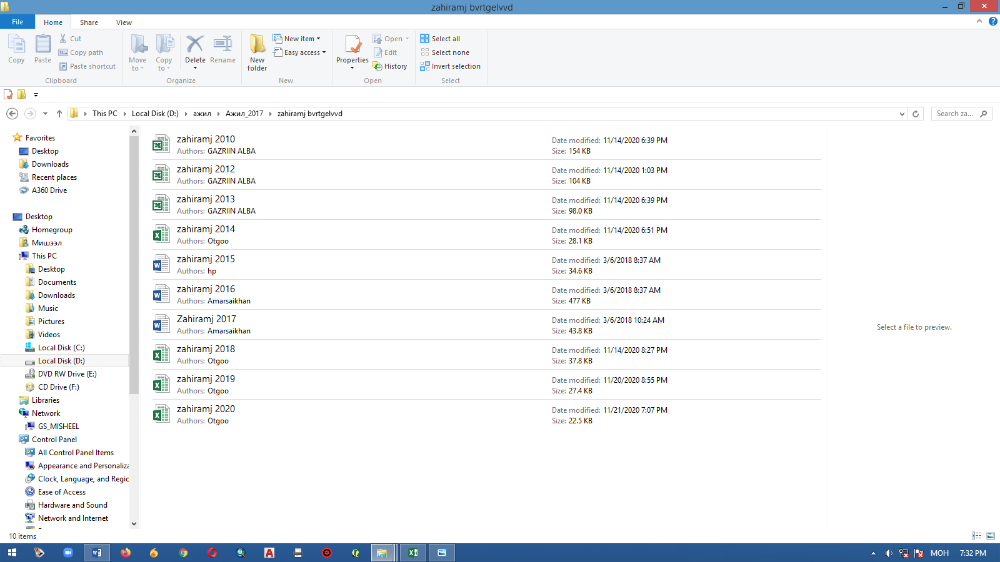 zahiramj bvrtgelvvd
File Home Share View
Copy
Paste
Cut
Copy path
Paste shortcut
Clipboard
Move to
Copy to
Delete
Rename
Organize
New folder
New item
Easy access
New
Properties
Open
Edit
History
Open
Select all
Select none
Invert selection
Select
This PC Local Disk (D:) ажил Ажил_2017 zahiramj bvrtgelvvd
Search za...
Favorites
Desktop
Downloads
Recent places
A360 Drive
Desktop
Homegroup
Мишээл
This PC
Desktop
Documents
Downloads
Music
Pictures
Videos
Local Disk (C:)
Local Disk (D:)
DVD RW Drive (E:)
CD Drive (F:)
Libraries
Network
GS_MISHEEL
Control Panel
All Control Panel Items
Appearance and Personaliza
Clock, Language, and Regic
Ease of Access
Hardware and Sound
Network and Internet
zahiramj 2010
Authors: GAZRIIN ALBA
Date modified: 11/14/2020 6:39 PM
Size: 154 KB
zahiramj 2012
Authors: GAZRIIN ALBA
Date modified: 11/14/2020 1:03 PM
Size: 104 KB
zahiramj 2013
Authors: GAZRIIN ALBA
Date modified: 11/14/2020 6:39 PM
Size: 98.0 KB
zahiramj 2014
Authors: Otgoo
Date modified: 11/14/2020 6:51 PM
Size: 28.1 KB
zahiramj 2015
Authors: hp
Date modified: 3/6/2018 8:37 AM
Size: 34.6 KB
zahiramj 2016
Authors: Amarsaikhan
Date modified: 3/6/2018 8:37 AM
Size: 477 KB
Zahiramj 2017
Authors: Amarsaikhan
Date modified: 3/6/2018 10:24 AM
Size: 43.8 KB
zahiramj 2018
Authors: Otgoo
Date modified: 11/14/2020 8:27 PM
Size: 37.8 KB
zahiramj 2019
Authors: Otgoo
Date modified: 11/20/2020 8:55 PM
Size: 27.4 KB
zahiramj 2020
Authors: Otgoo
Date modified: 11/21/2020 7:07 PM
Size: 22.5 KB
Select a file to preview.
10 items
МОН 7:32 PM